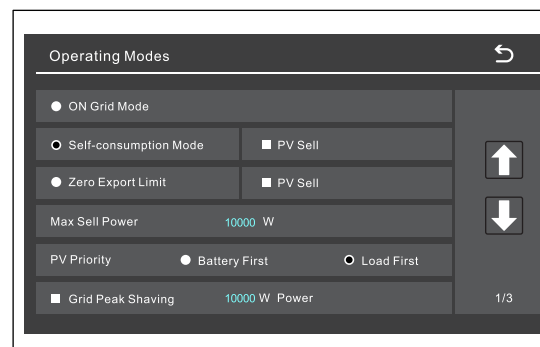 Operating Modes
ON Grid Mode
Self-consumption Mode PV Sell
Zero Export Limit PV Sell
Max Sell Power 10000 W
PV Priority Battery First Load First
Grid Peak Shaving 10000 W Power
1/3